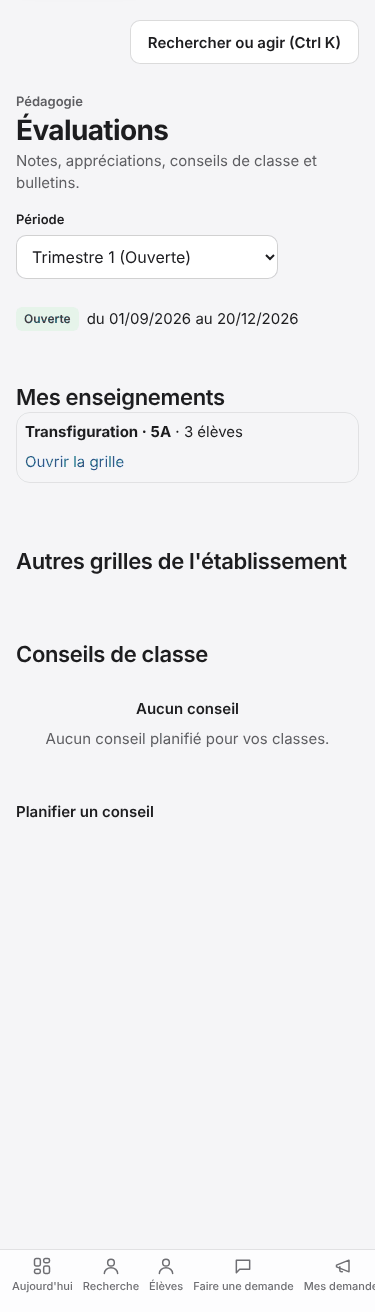 Rechercher ou agir (Ctrl K)
Pédagogie
Évaluations
Notes, appréciations, conseils de classe et
bulletins.
Période
Trimestre 1 (Ouverte)
Ouverte du 01/09/2026 au 20/12/2026
Mes enseignements
Transfiguration · 5A · 3 élèves
Ouvrir la grille
Autres grilles de l'établissement
Conseils de classe
Aucun conseil
Aucun conseil planifié pour vos classes.
Planifier un conseil
Aujourd'hui Recherche Élèves Faire une demande Mes demande